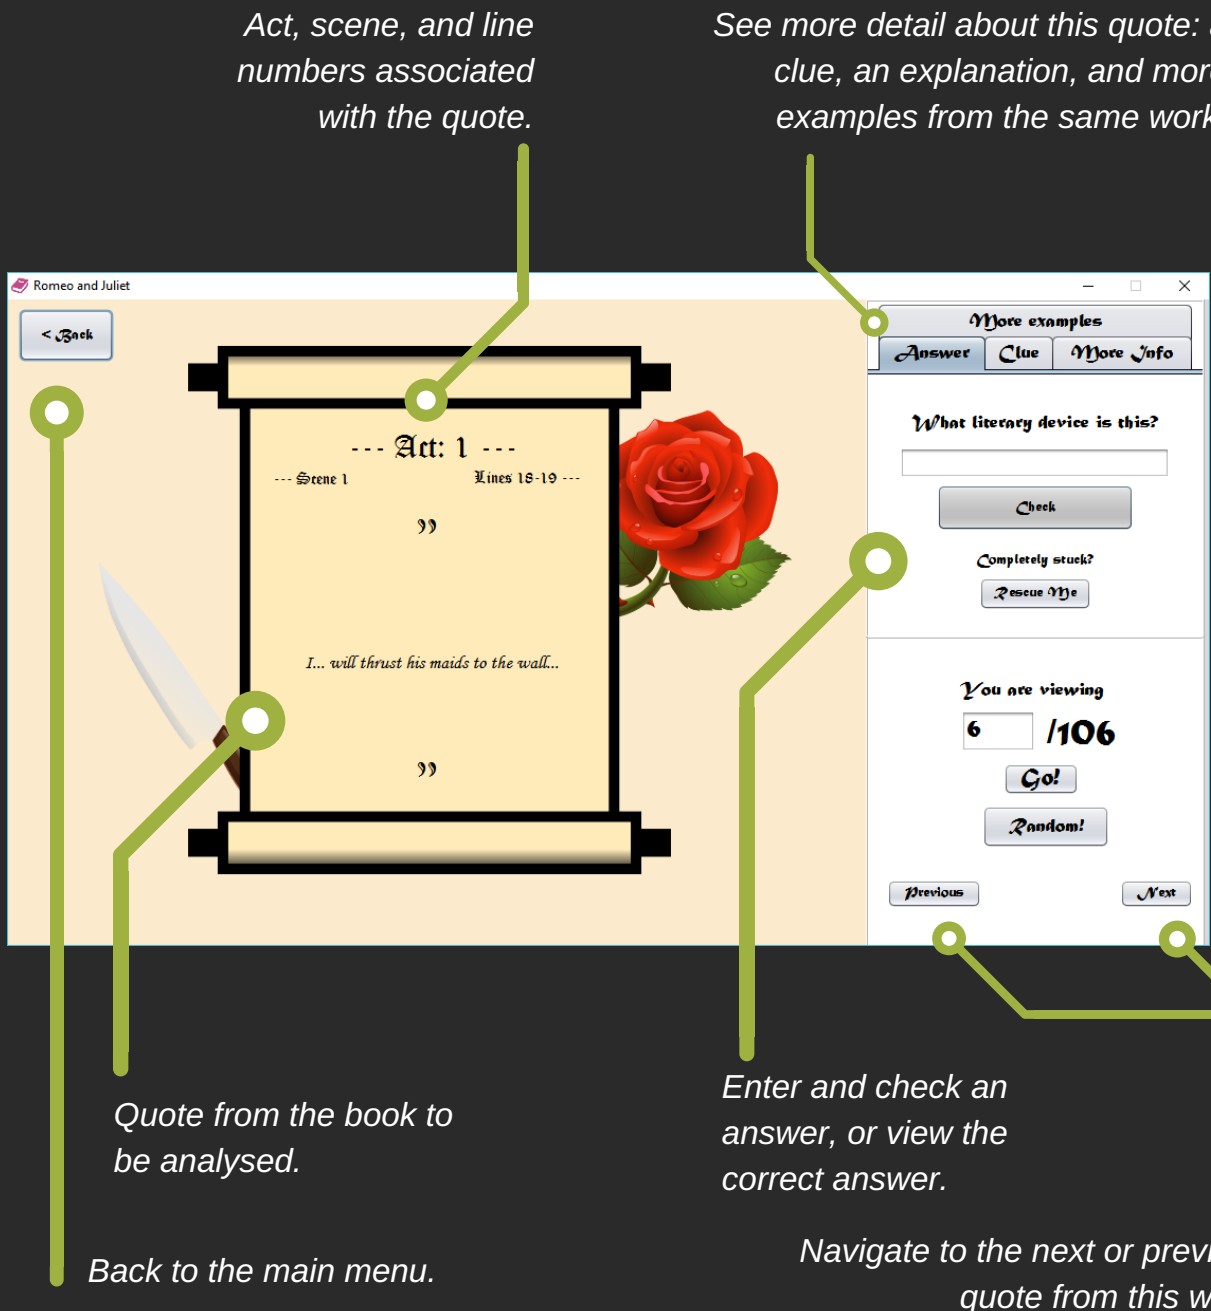 Act, scene, and line
numbers associated
with the quote.
See more detail about this quote:
clue, an explanation, and more
examples from the same work
Romeo and Juliet
< Back
More examples
Answer Clue More Info
--- Act: 1 ---
--- Scene 1 Lines 18-19 ---
”
I... will thrust his maids to the wall...
”
What literary device is this?
Check
Completely stuck?
Rescue Me
You are viewing
6 /106
Go!
Random!
Previous Next
Quote from the book to
be analysed.
Enter and check an
answer, or view the
correct answer.
Back to the main menu.
Navigate to the next or previ
quote from this w